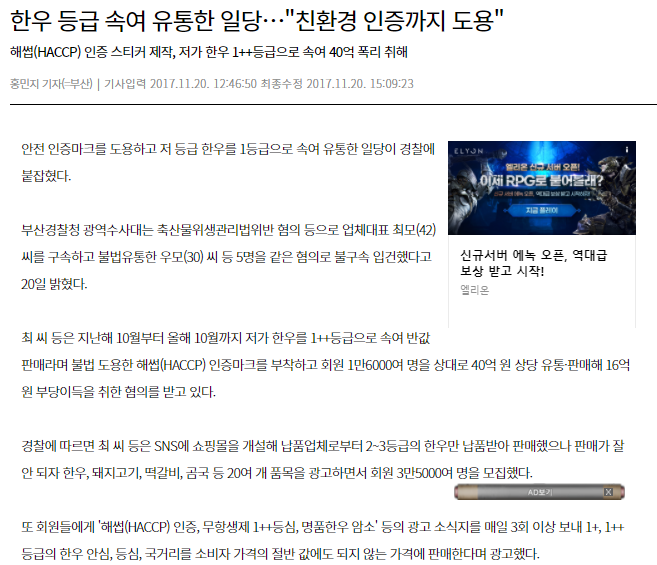 한우 등급 속여 유통한 일당…"친환경 인증까지 도용"
해썹(HACCP) 인증 스티커 제작, 저가 한우 1++등급으로 속여 40억 폭리 취해
홍민지 기자(=부산) | 기사입력 2017.11.20. 12:46:50 최종수정 2017.11.20. 15:09:23
안전 인증마크를 도용하고 저 등급 한우를 1등급으로 속여 유통한 일당이 경찰에
붙잡혔다.
부산경찰청 광역수사대는 축산물위생관리법위반 혐의 등으로 업체대표 최모(42)
씨를 구속하고 불법유통한 우모(30) 씨 등 5명을 같은 혐의로 불구속 입건했다고
20일 밝혔다.
ELYON
엘리온 신규 서버 오픈!
이제 RPG로 붙어볼래?
신규 서버 에녹 오픈, 역대급 보상 받고 시작!
지금 플레이
신규서버 에녹 오픈, 역대급
보상 받고 시작!
엘리온
최 씨 등은 지난해 10월부터 올해 10월까지 저가 한우를 1++등급으로 속여 반값
판매라며 불법 도용한 해썹(HACCP) 인증마크를 부착하고 회원 1만6000여 명을 상대로 40억 원 상당 유통·판매해 16억
원 부당이득을 취한 혐의를 받고 있다.
경찰에 따르면 최 씨 등은 SNS에 쇼핑몰을 개설해 납품업체로부터 2~3등급의 한우만 납품받아 판매했으나 판매가 잘
안 되자 한우, 돼지고기, 떡갈비, 곰국 등 20여 개 품목을 광고하면서 회원 3만5000여 명을 모집했다.
AD보기
또 회원들에게 '해썹(HACCP) 인증, 무항생제 1++등심, 명품한우 암소' 등의 광고 소식지를 매일 3회 이상 보내 1+, 1++
등급의 한우 안심, 등심, 국거리를 소비자 가격의 절반 값에도 되지 않는 가격에 판매한다며 광고했다.